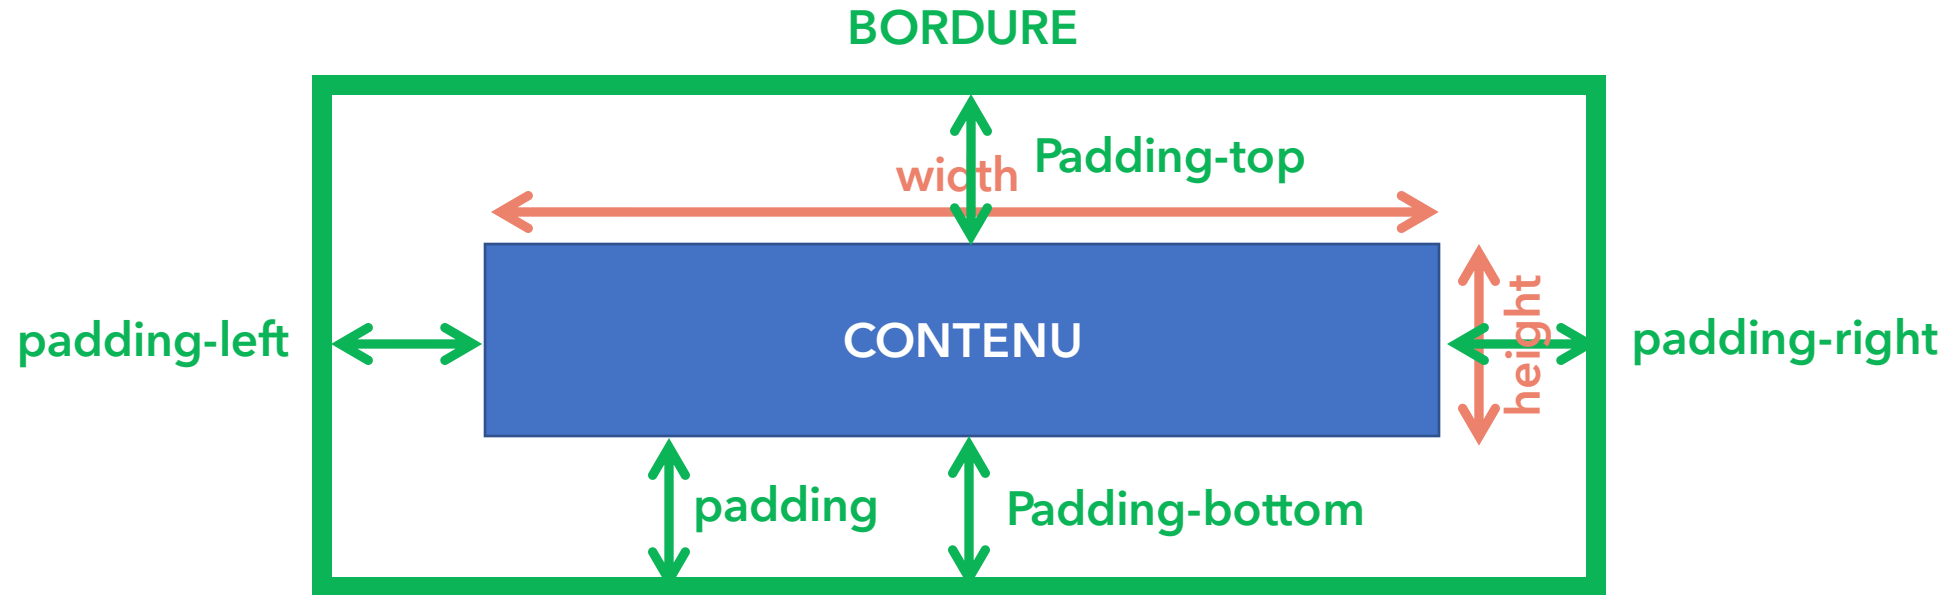 BORDURE
Padding-top
width
padding-left
CONTENU
height
padding-right
padding
Padding-bottom